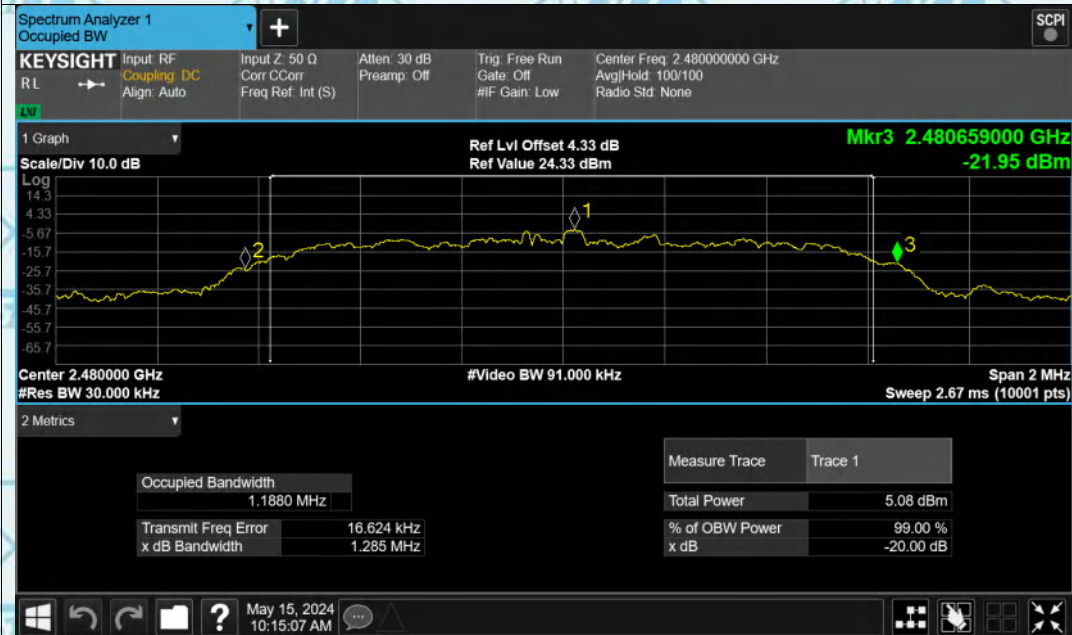 Spectrum Analyzer 1
Occupied BW
+
SCPI
KEYSIGHT Input: RF Input Z: 50 Ω Atten: 30 dB Trig: Free Run Center Freq: 2.480000000 GHz
RL Coupling: DC Corr CCorr Preamp: Off Gate: Off Avg|Hold: 100/100
Align: Auto Freq Ref: Int (S) #IF Gain: Low Radio Std: None
LXI
1 Graph
Ref Lvl Offset 4.33 dB Mkr3 2.480659000 GHz
Scale/Div 10.0 dB Ref Value 24.33 dBm -21.95 dBm
Log
14.3
4.33
-5.67
-15.7
-25.7
-35.7
-45.7
-55.7
-65.7
1
2
3
Center 2.480000 GHz #Video BW 91.000 kHz Span 2 MHz
#Res BW 30.000 kHz Sweep 2.67 ms (10001 pts)
2 Metrics
Measure Trace Trace 1
Occupied Bandwidth
1.1880 MHz
Total Power 5.08 dBm
Transmit Freq Error 16.624 kHz % of OBW Power 99.00 %
x dB Bandwidth 1.285 MHz x dB -20.00 dB
?
May 15, 2024
10:15:07 AM